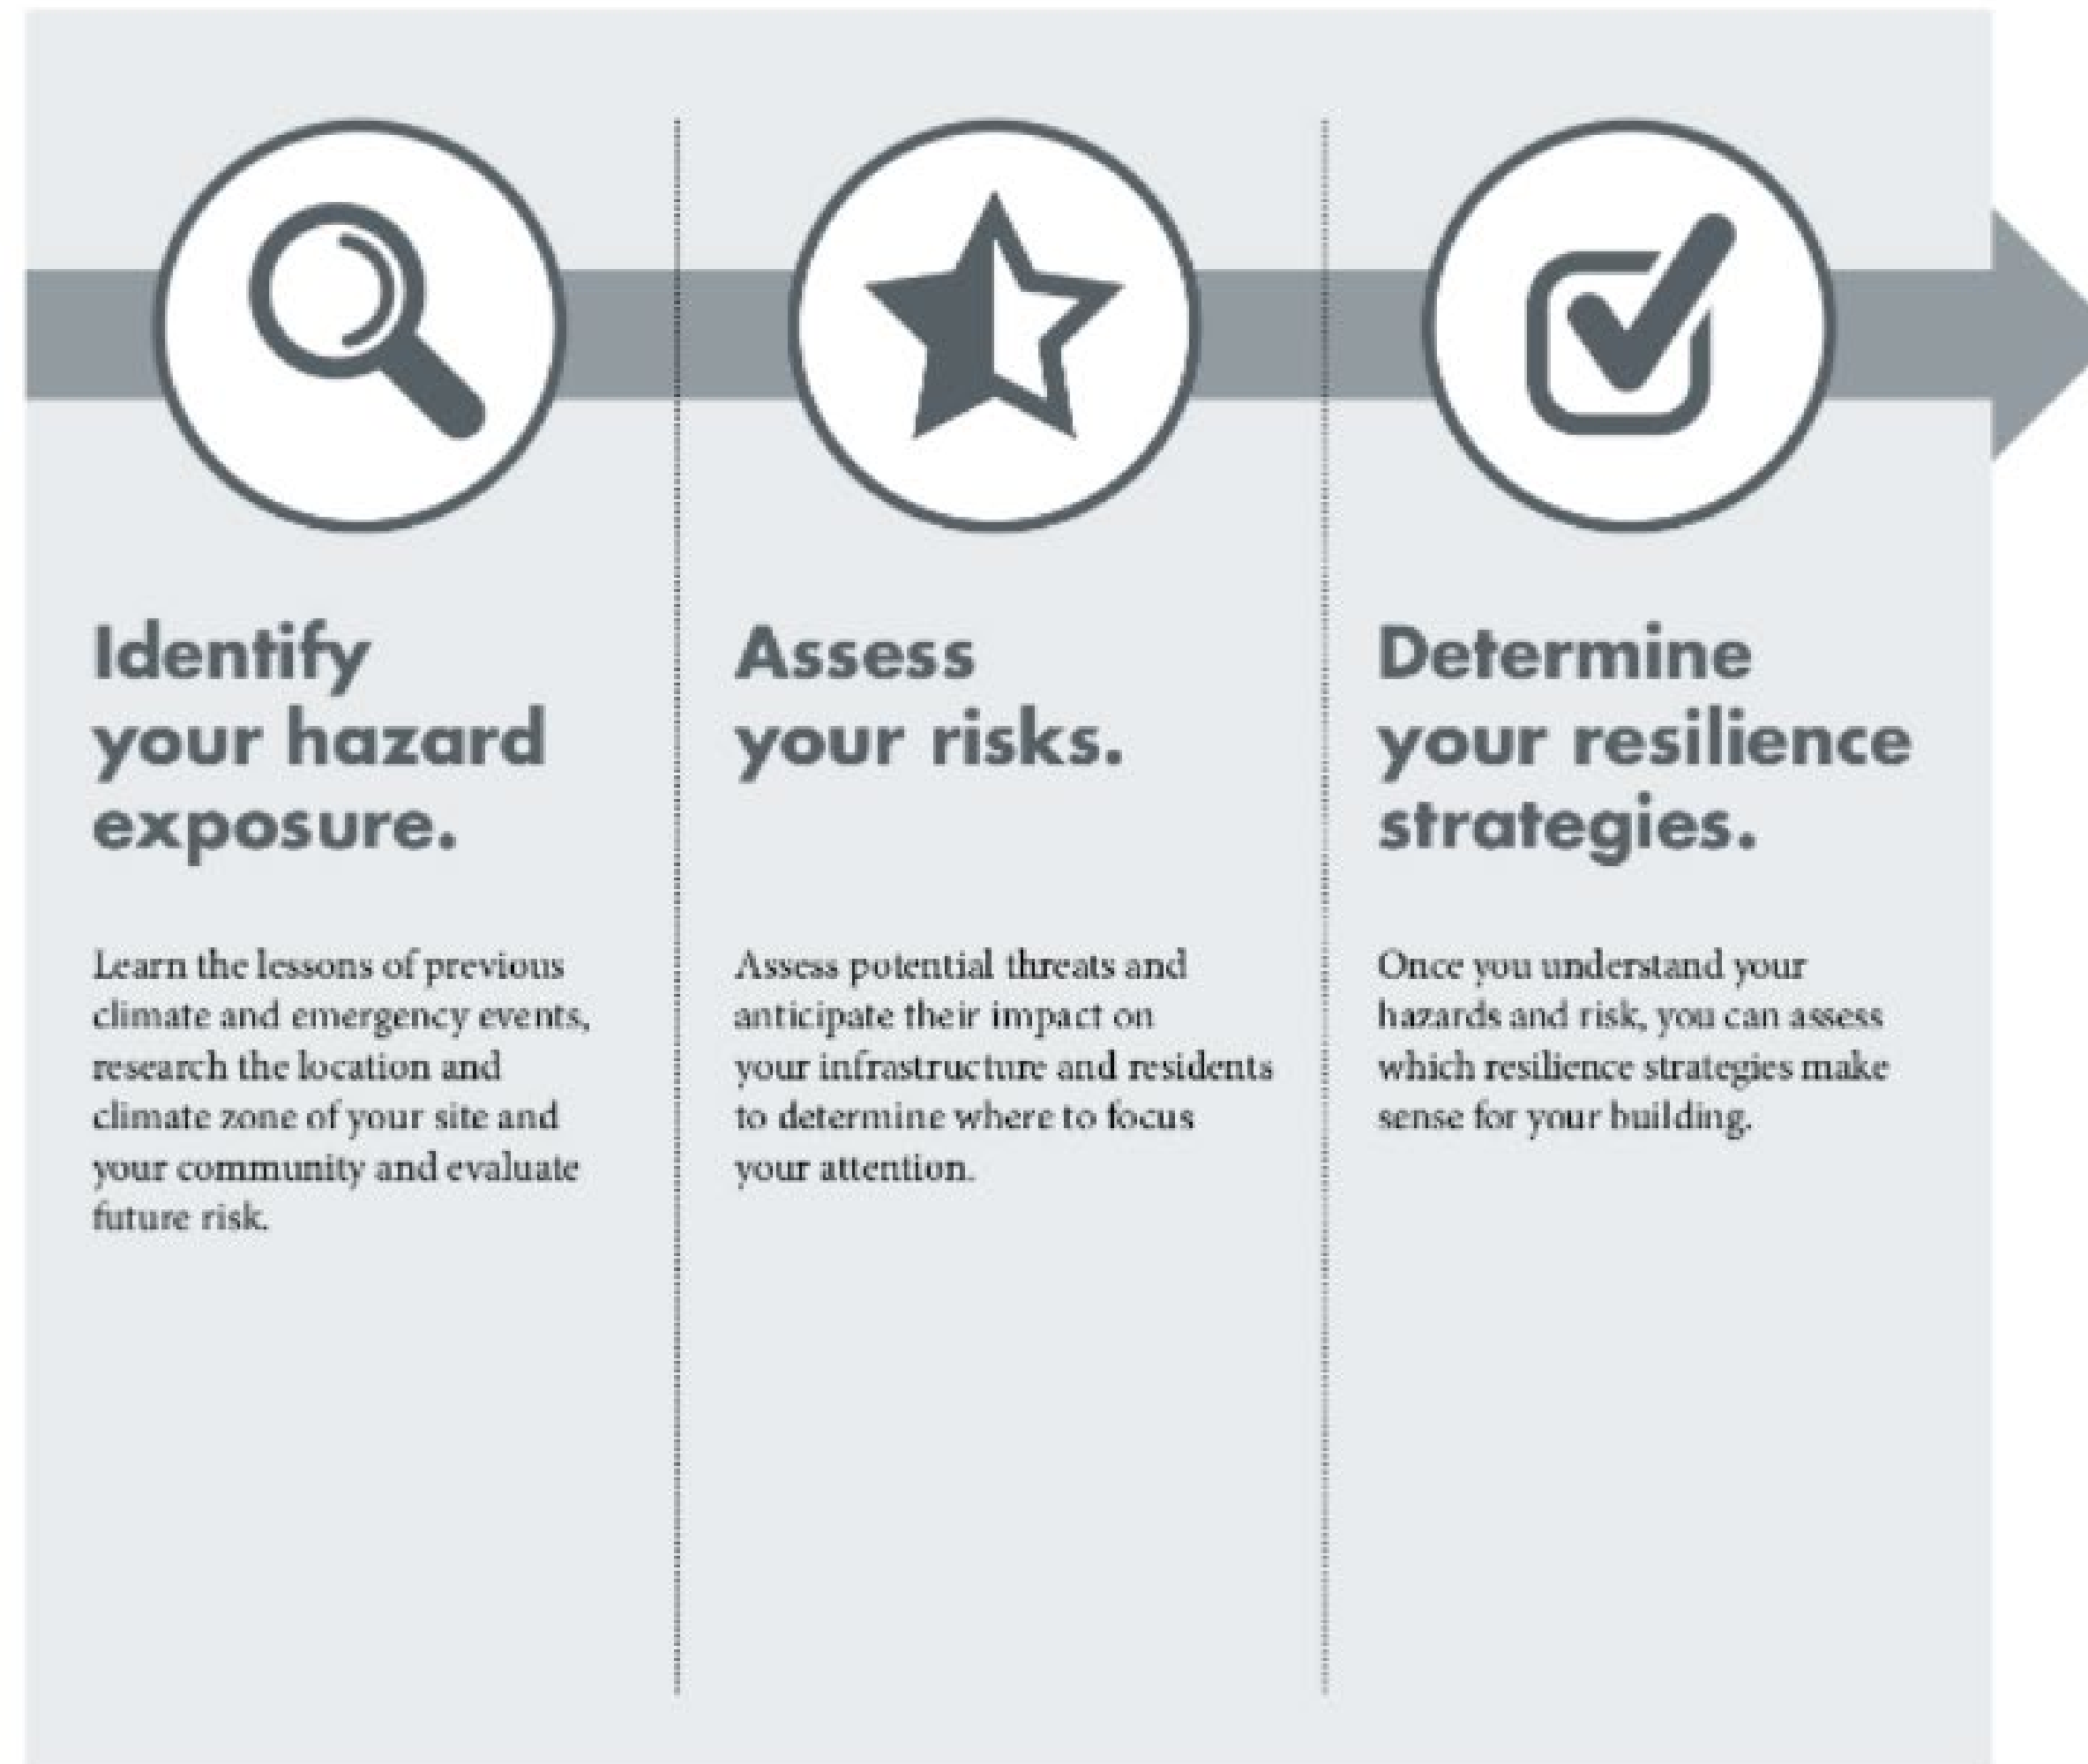 Identify
your hazard
exposure.
Learn the lessons of previous
climate and emergency events,
research the location and
climate zone of your site and
your community and evaluate
future risk.
Assess
your risks.
Assess potential threats and
anticipate their impact on
your infrastructure and residents
to determine where to focus
your attention.
Determine
your resilience
strategies.
Once you understand your
hazards and risk, you can assess
which resilience strategies make
sense for your building.